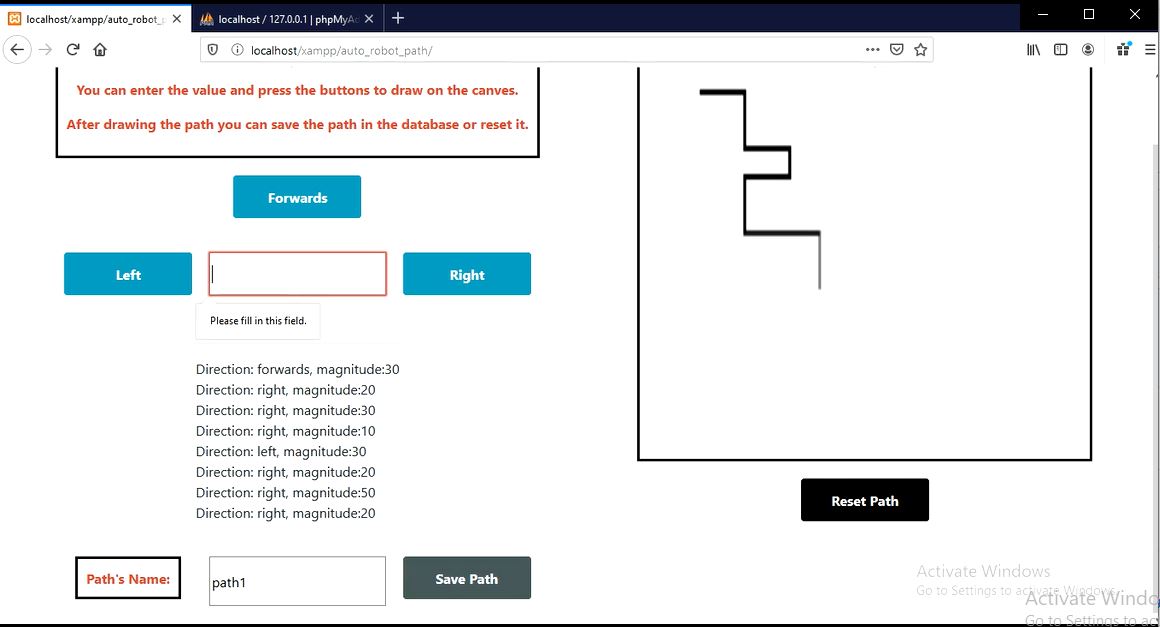 localhost/xampp/auto_robot_p
localhost / 127.0.0.1 | phpMyAd
localhost/xampp/auto_robot_path/
You can enter the value and press the buttons to draw on the canves.
After drawing the path you can save the path in the database or reset it.
Forwards
Left
Right
Please fill in this field.
Direction: forwards, magnitude:30
Direction: right, magnitude:20
Direction: right, magnitude:30
Direction: right, magnitude:10
Direction: left, magnitude:30
Direction: right, magnitude:20
Direction: right, magnitude:50
Direction: right, magnitude:20
Reset Path
Path's Name:
path1
Save Path
Activate Windows
Go to Settings to activate Windows.
Activate Windo
Go to Settings to ac